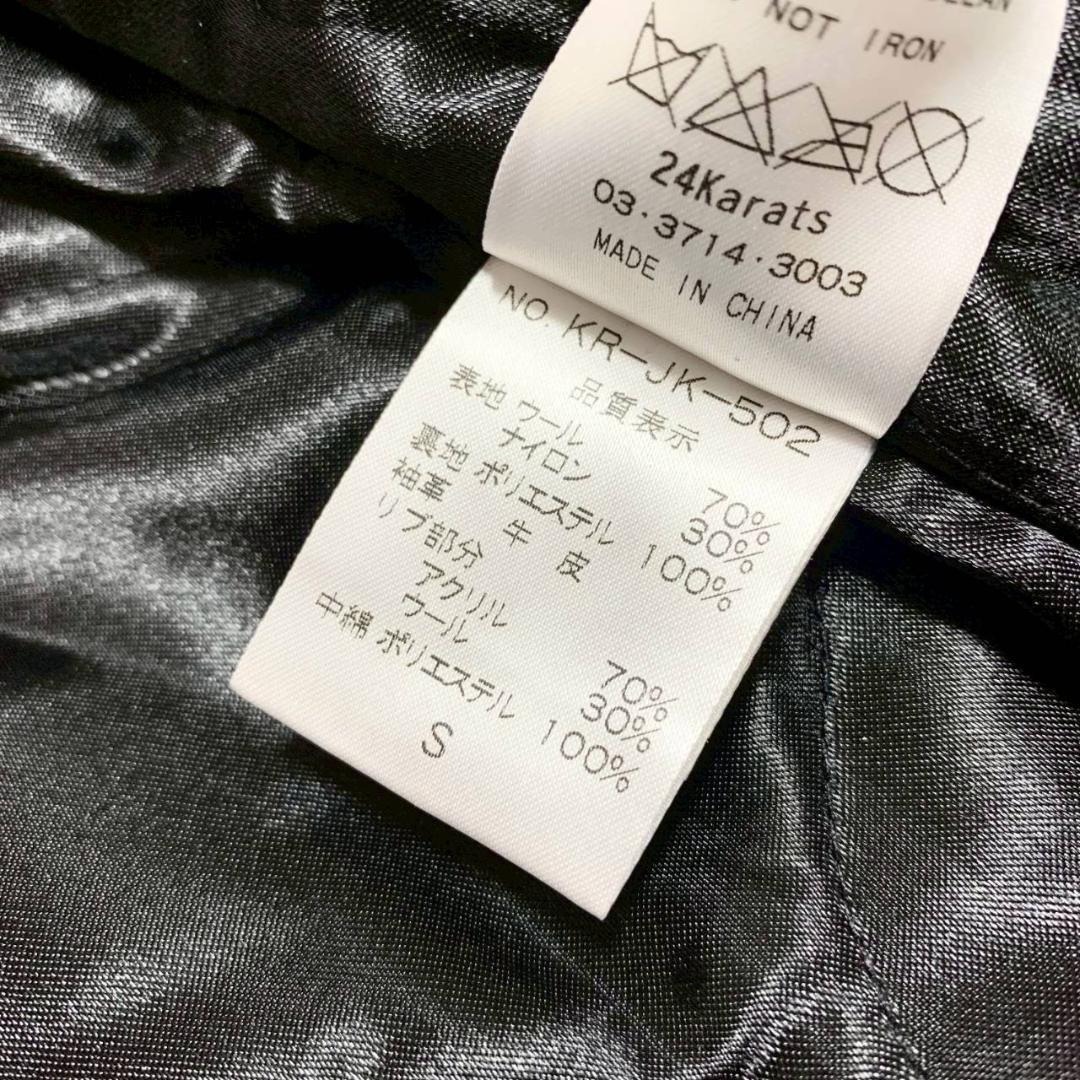 NOT IRON
24Karats
03·3714·3003
MADE IN CHINA
NO. KR-JK-502
品質表示
表地 ウール 70%
ナイロン 30%
裏地 ポリエステル 100%
袖革 牛皮
リブ部分
アクリル 70%
ウール 30%
中綿 ポリエステル 100%
S